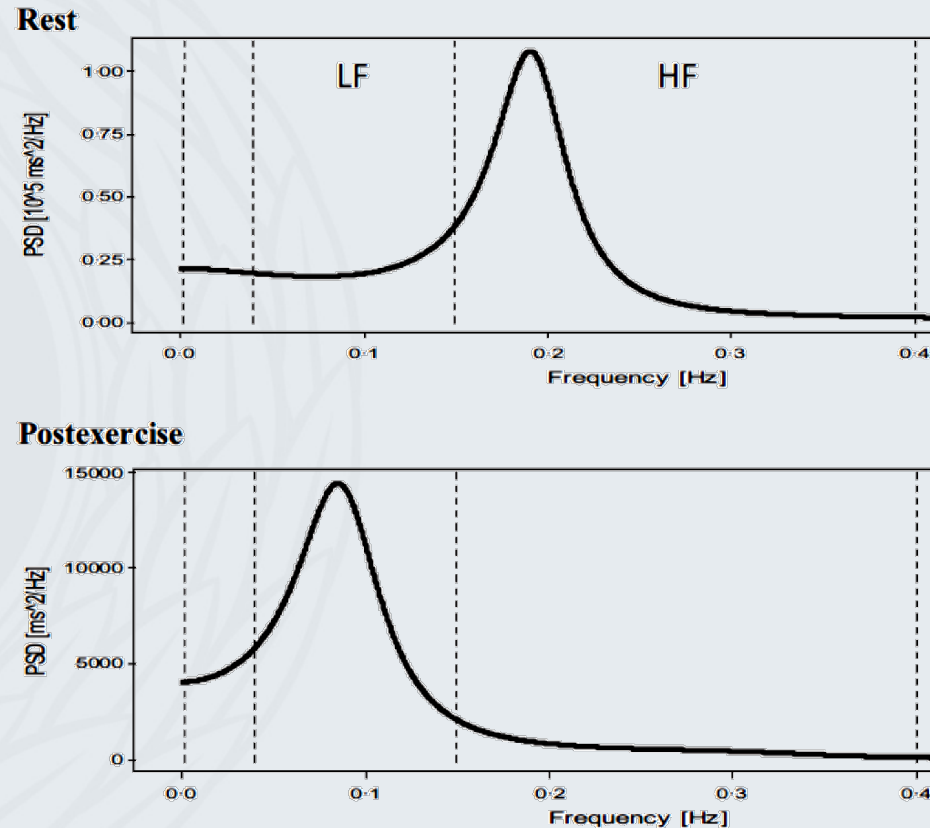 Rest
LF
HF
1·00
0·75
0·50
0·25
0·00
PSD [10^5 ms^2/Hz]
0·0
0·1
0·2
0·3
0·4
Frequency [Hz]
Postexercise
15000
10000
5000
0
PSD [ms^2/Hz]
0·0
0·1
0·2
0·3
0·4
Frequency [Hz]